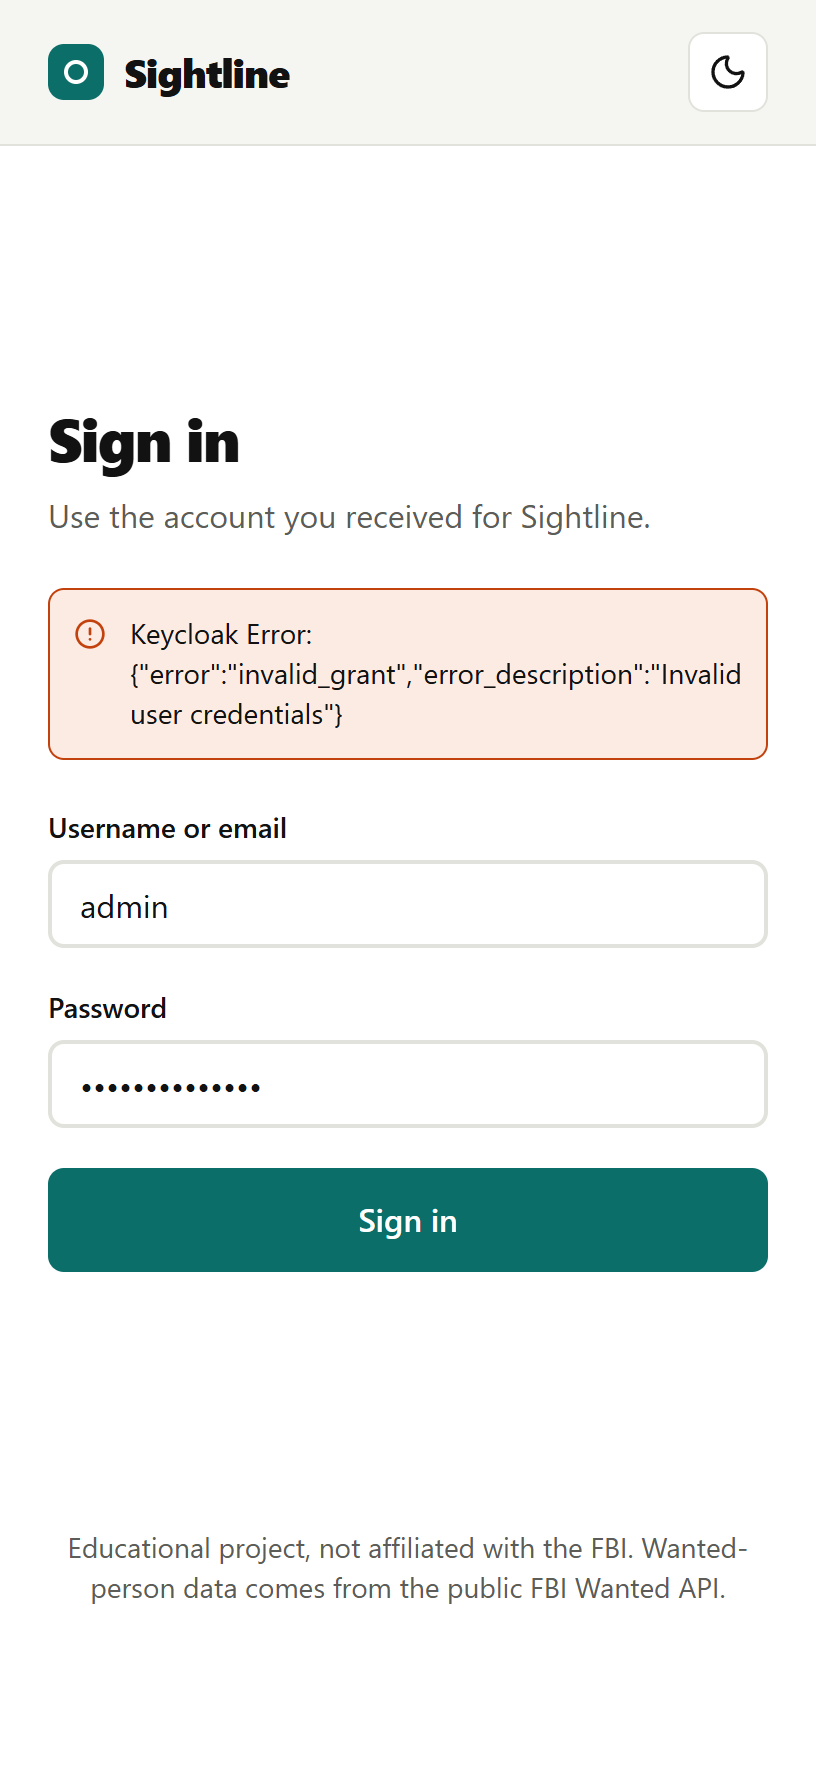 Sightline
Sign in
Use the account you received for Sightline.
Keycloak Error:
{"error":"invalid_grant","error_description":"Invalid
user credentials"}
Username or email
admin
Password
••••••••••••••
Sign in
Educational project, not affiliated with the FBI. Wanted-
person data comes from the public FBI Wanted API.